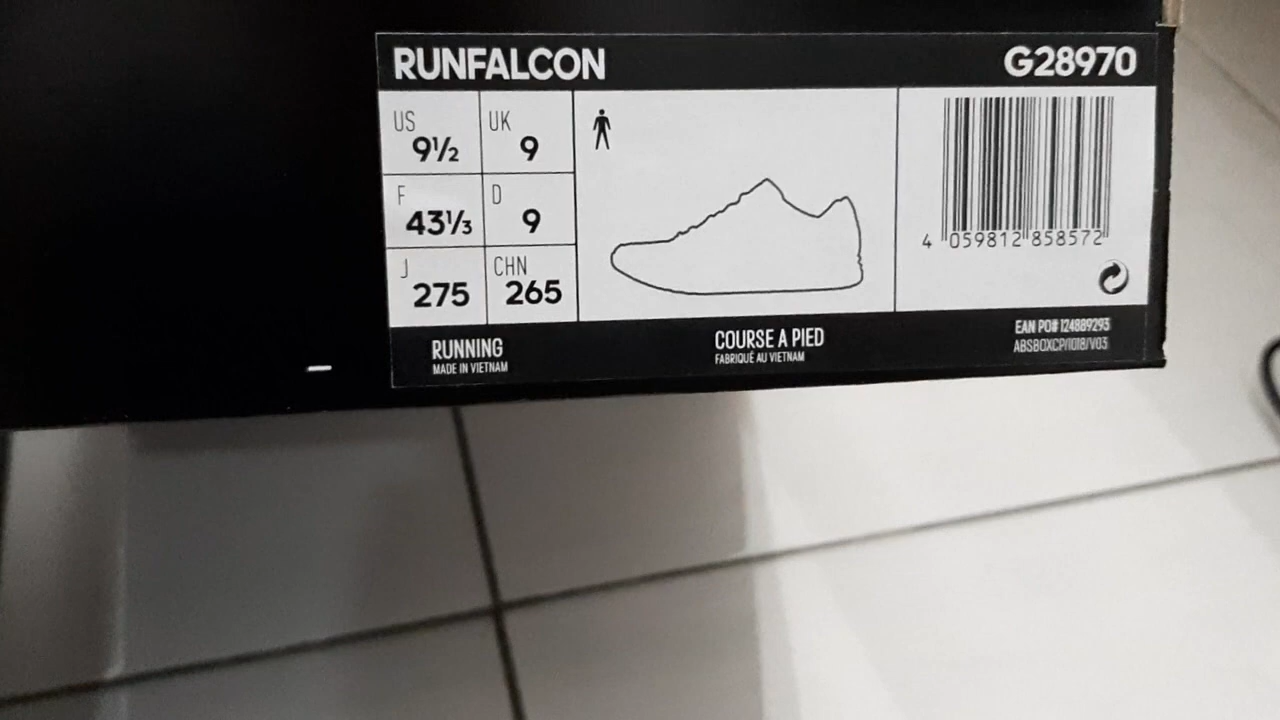 RUNFALCON G28970
US 9½ UK 9
F 43⅓ D 9
J 275 CHN 265
4 059812 858572
RUNNING
MADE IN VIETNAM
COURSE A PIED
FABRIQUÉ AU VIETNAM
EAN PO# 124889293
ABSBOXCP/1018/V03